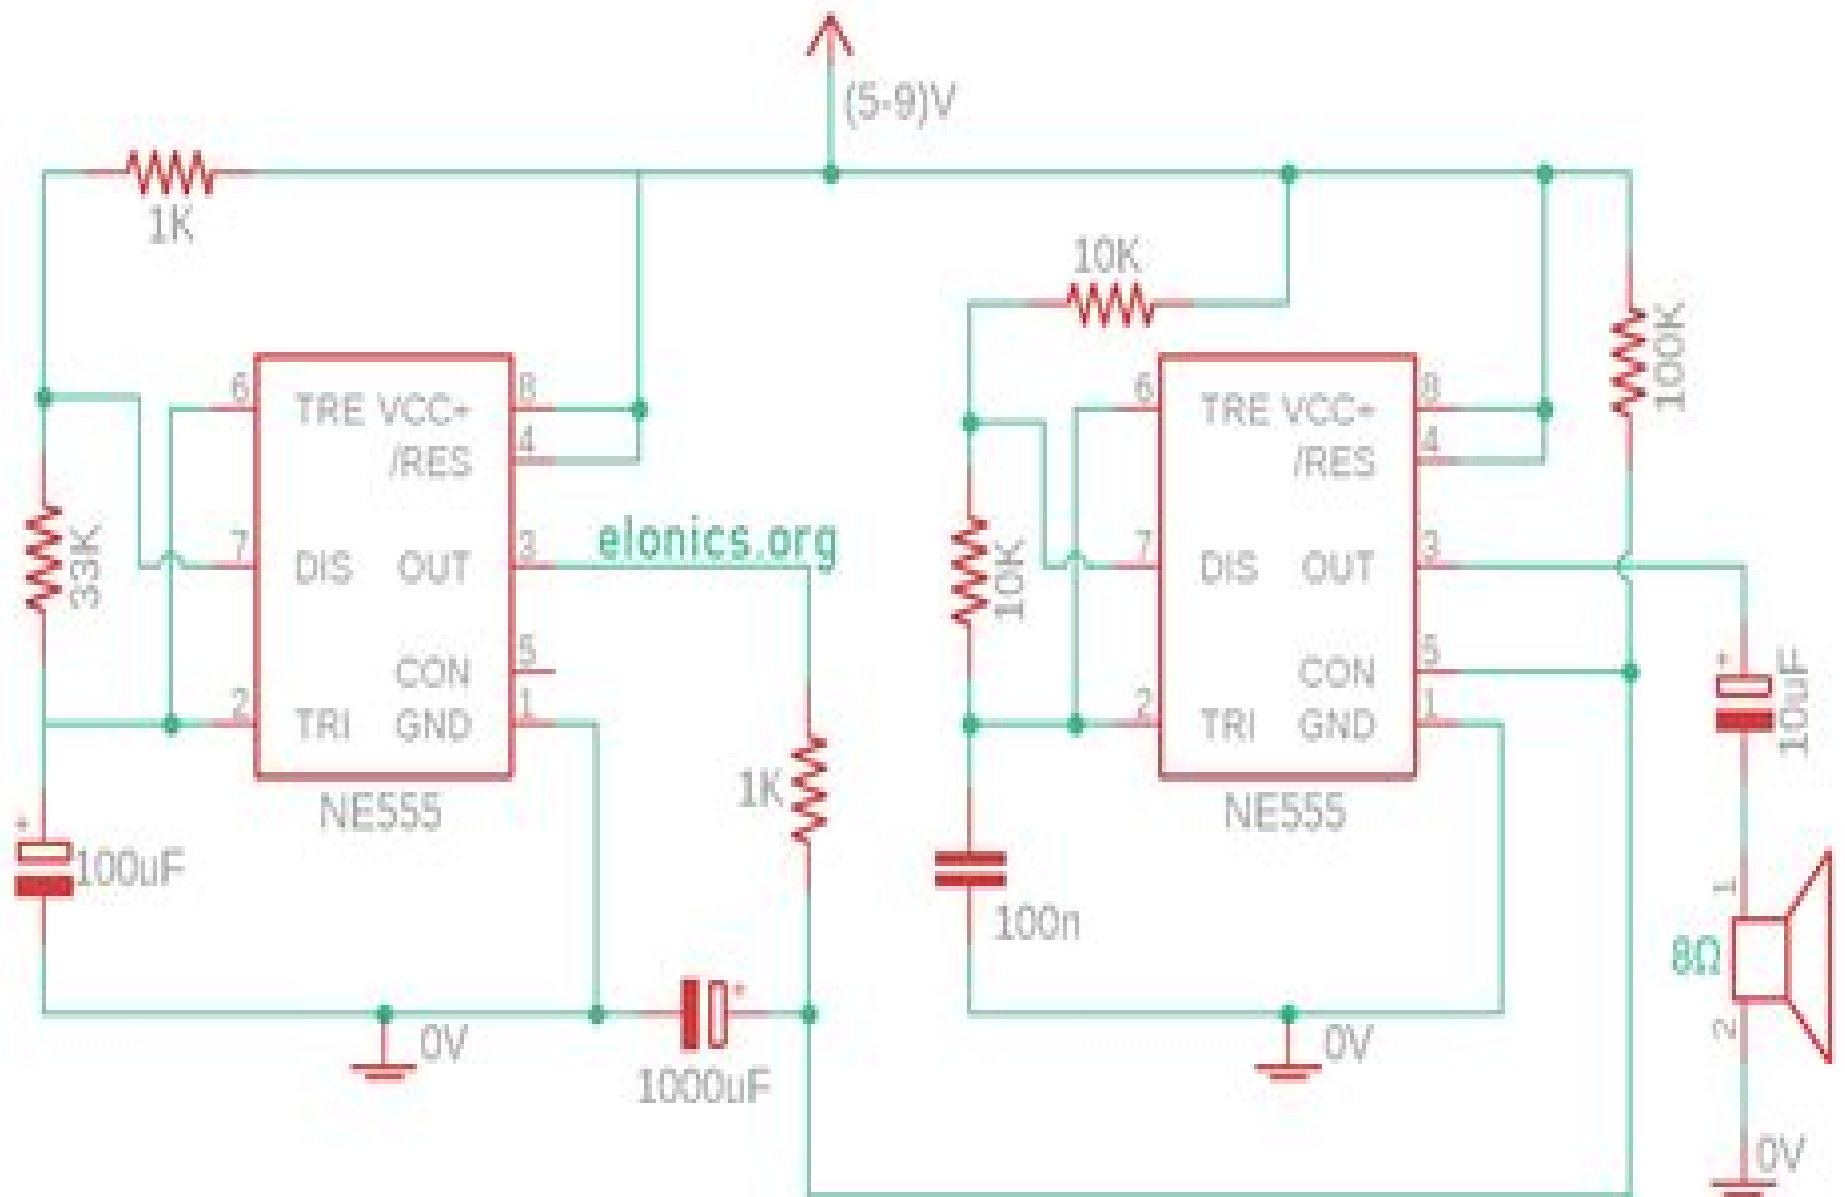 (5-9)V
1K
10K
100K
6
TRE VCC+
8
/RES
4
33K
7
DIS OUT
3
elonics.org
CON
5
2
TRI GND
1
NE555
100uF
1K
0V
1000uF
6
TRE VCC+
8
/RES
4
10K
7
DIS OUT
3
CON
5
2
TRI GND
1
NE555
100n
0V
+
10uF
1
8Ω
2
0V